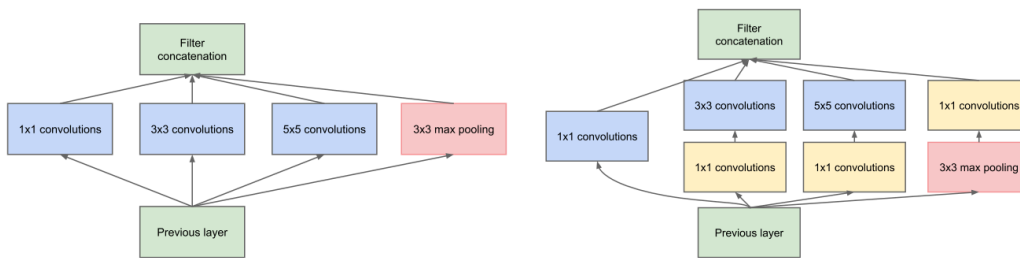 Filter
concatenation
1x1 convolutions
3x3 convolutions
5x5 convolutions
3x3 max pooling
Previous layer
Filter
concatenation
3x3 convolutions
5x5 convolutions
1x1 convolutions
1x1 convolutions
1x1 convolutions
1x1 convolutions
3x3 max pooling
Previous layer